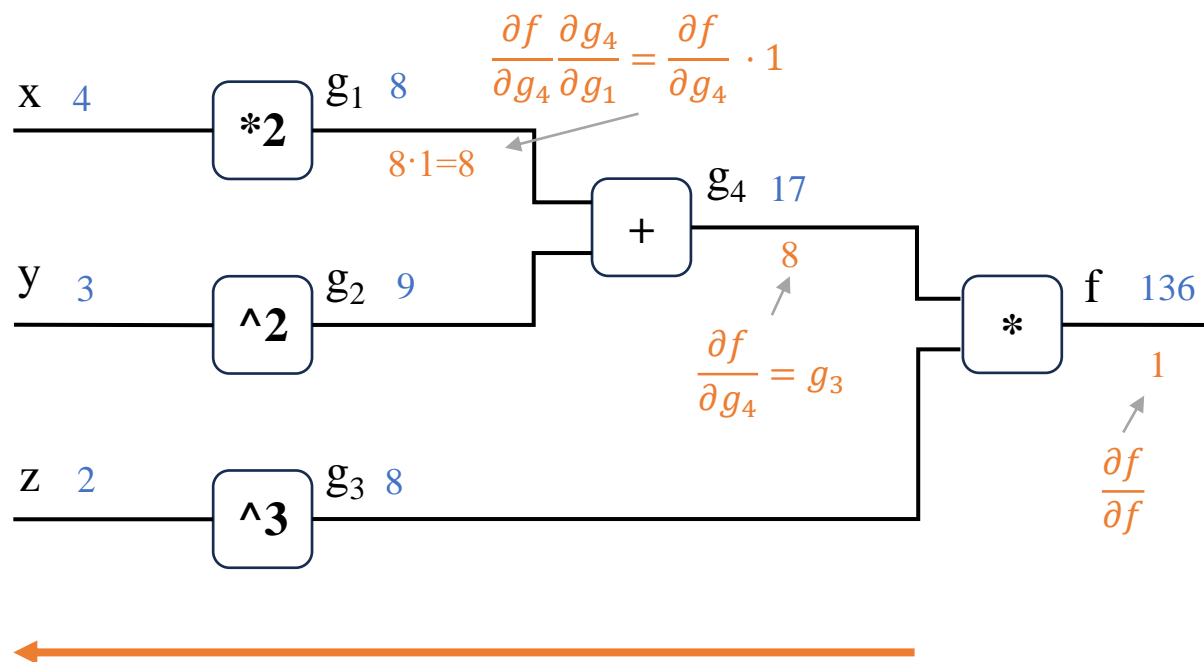 ∂f/∂g₄ ∂g₄/∂g₁ = ∂f/∂g₄ · 1
x 4
*2
g₁ 8
8·1=8
+
g₄ 17
8
∂f/∂g₄ = g₃
y 3
^2
g₂ 9
*
f 136
1
∂f/∂f
z 2
^3
g₃ 8